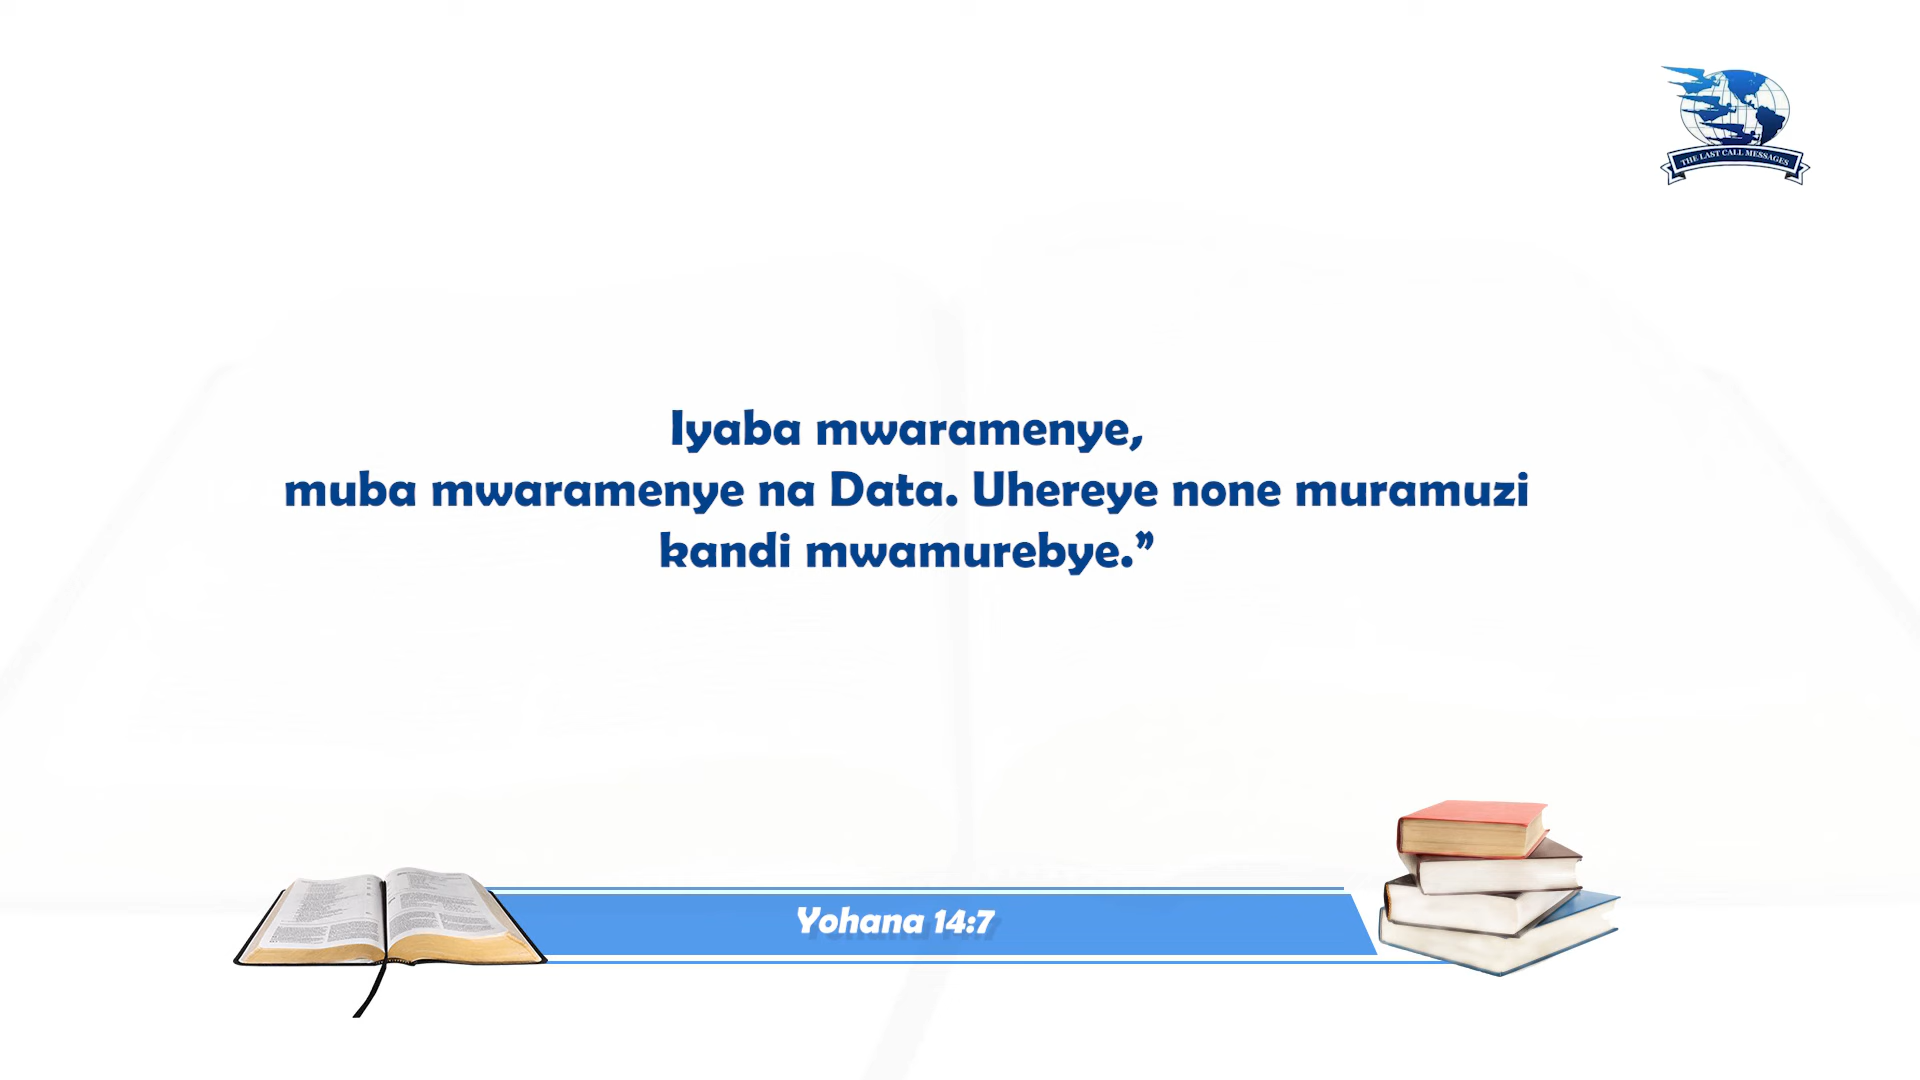 THE LAST CALL MESSAGES
Iyaba mwaramenye,
muba mwaramenye na Data. Uhereye none muramuzi
kandi mwamurebye.”
Yohana 14:7